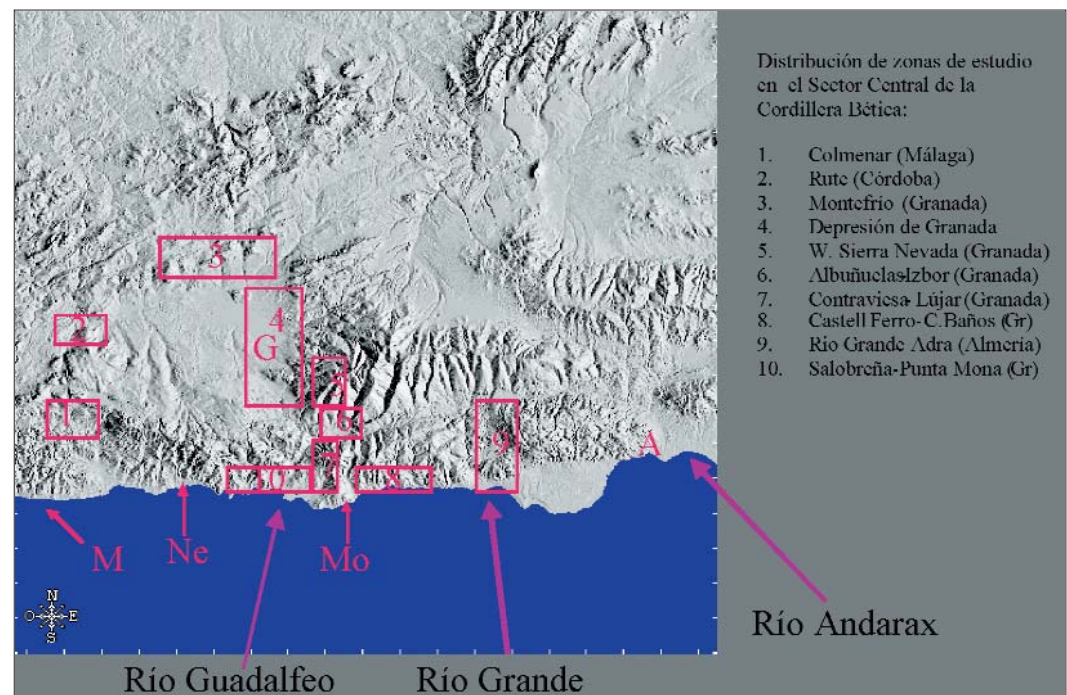 Distribución de zonas de estudio
en el Sector Central de la
Cordillera Bética:
1. Colmenar (Málaga)
2. Rute (Córdoba)
3. Montefrío (Granada)
4. Depresión de Granada
5. W. Sierra Nevada (Granada)
6. Albuñuelas-Izbor (Granada)
7. Contraviesa-Lújar (Granada)
8. Castell Ferro-C.Baños (Gr)
9. Río Grande Adra (Almería)
10. Salobreña-Punta Mona (Gr)
3
4
2
G
5
1
6
9
A
7
10
8
M
Ne
Mo
N
O
E
S
Río Andarax
Río Guadalfeo
Río Grande